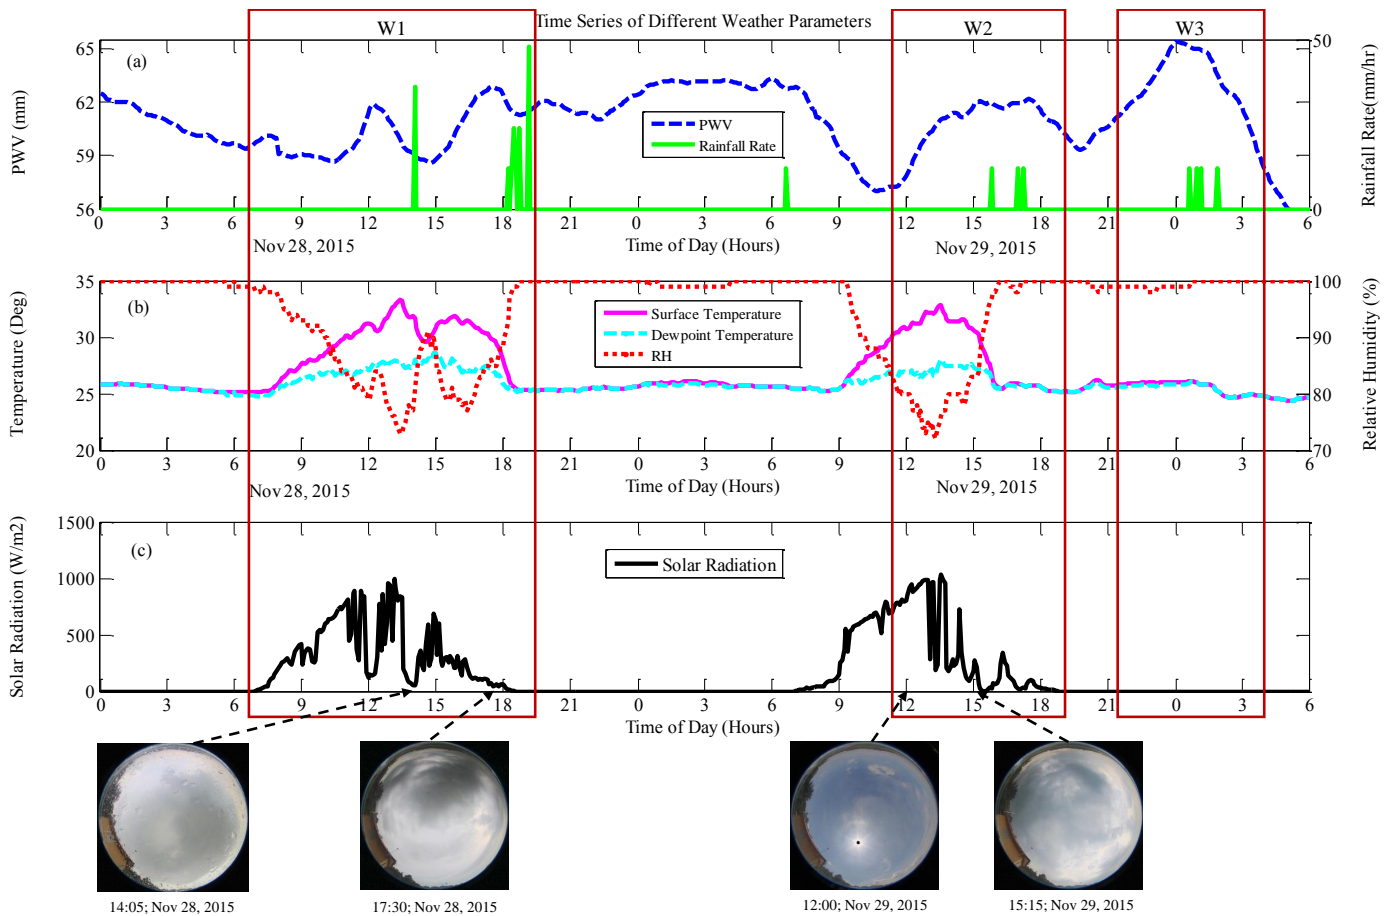 Time Series of Different Weather Parameters
W1
W2
W3
(a)
PWV (mm)
65
62
59
56
50
0
Rainfall Rate(mm/hr)
PWV
Rainfall Rate
0 3 6 9 12 15 18 21 0 3 6 9 12 15 18 21 0 3 6
Nov 28, 2015
Time of Day (Hours)
Nov 29, 2015
(b)
Temperature (Deg)
35
30
25
20
100
90
80
70
Relative Humidity (%)
Surface Temperature
Dewpoint Temperature
RH
0 3 6 9 12 15 18 21 0 3 6 9 12 15 18 21 0 3 6
Nov 28, 2015
Time of Day (Hours)
Nov 29, 2015
(c)
Solar Radiation (W/m2)
1500
1000
500
0
Solar Radiation
0 3 6 9 12 15 18 21 0 3 6 9 12 15 18 21 0 3 6
Time of Day (Hours)
14:05; Nov 28, 2015
17:30; Nov 28, 2015
12:00; Nov 29, 2015
15:15; Nov 29, 2015